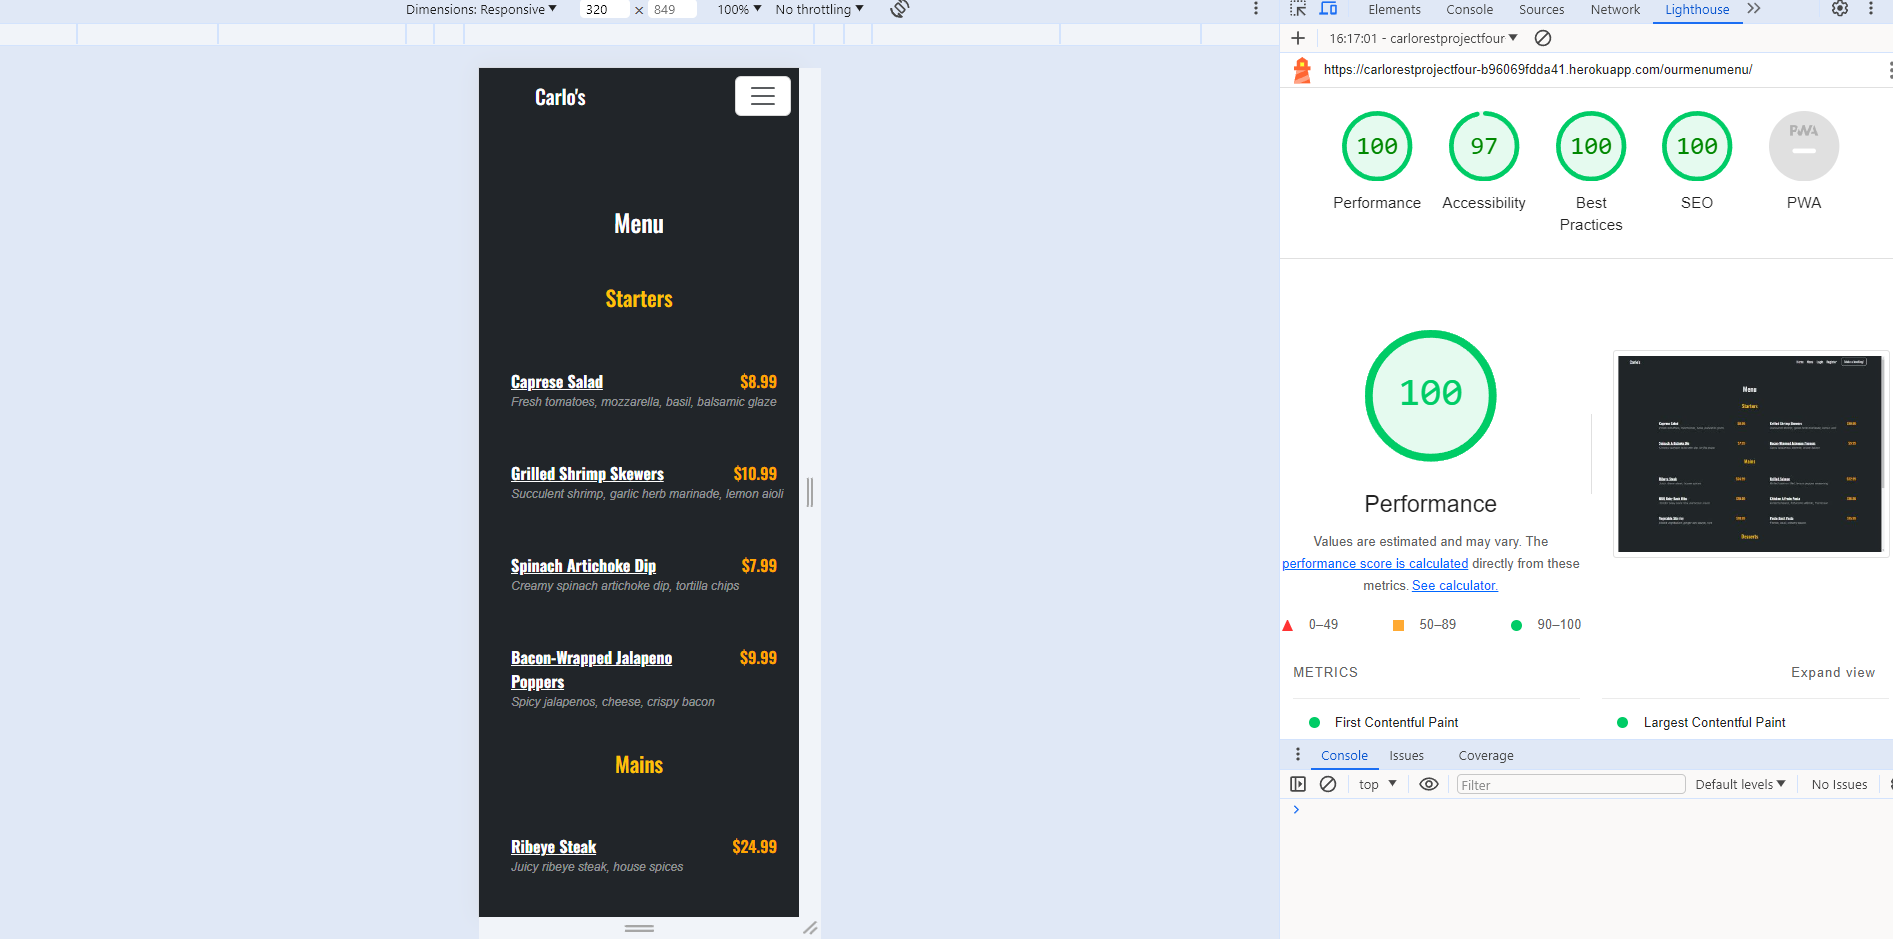 Dimensions: Responsive 320 × 849 100% No throttling
Elements Console Sources Network Lighthouse
16:17:01 - carlorestprojectfour
https://carlorestprojectfour-b96069fdda41.herokuapp.com/ourmenumenu/
Carlo's
Menu
Starters
Caprese Salad $8.99
Fresh tomatoes, mozzarella, basil, balsamic glaze
Grilled Shrimp Skewers $10.99
Succulent shrimp, garlic herb marinade, lemon aioli
Spinach Artichoke Dip $7.99
Creamy spinach artichoke dip, tortilla chips
Bacon-Wrapped Jalapeno $9.99
Poppers
Spicy jalapenos, cheese, crispy bacon
Mains
Ribeye Steak $24.99
Juicy ribeye steak, house spices
100 97 100 100 PWA
Performance Accessibility Best SEO PWA
Practices
100
Performance
Values are estimated and may vary. The
performance score is calculated directly from these
metrics. See calculator.
0–49 50–89 90–100
Carlo's
Menu
Starters
Mains
Desserts
METRICS Expand view
First Contentful Paint Largest Contentful Paint
Console Issues Coverage
top Filter Default levels No Issues